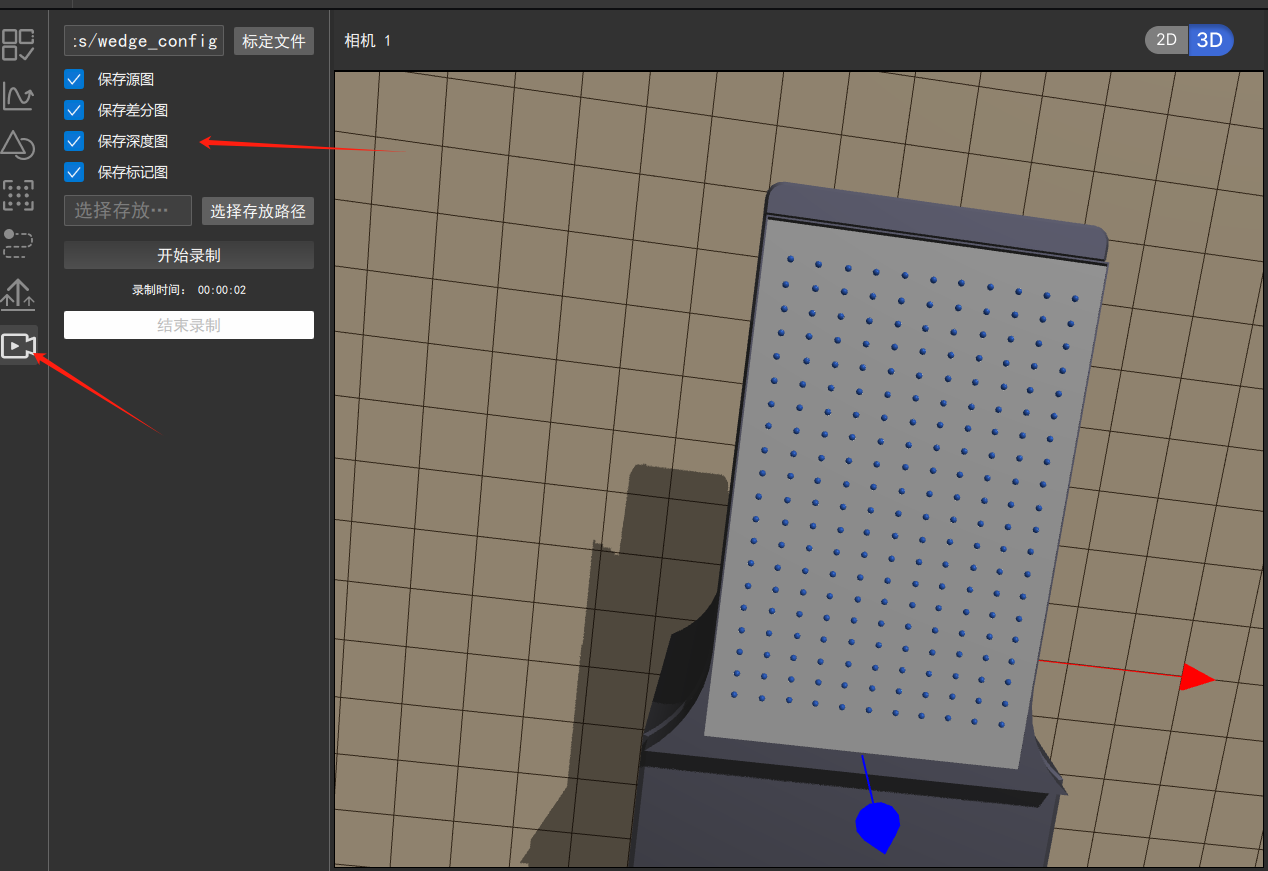 :s/wedge_config 标定文件
保存源图
保存差分图
保存深度图
保存标记图
选择存放… 选择存放路径
开始录制
录制时间: 00:00:02
结束录制
相机 1
2D 3D